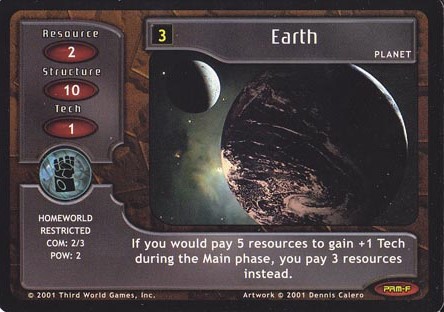 Resource
2
Structure
10
Tech
1
HOMEWORLD
RESTRICTED
COM: 2/3
POW: 2
3
Earth
PLANET
If you would pay 5 resources to gain +1 Tech
during the Main phase, you pay 3 resources
instead.
© 2001 Third World Games, Inc.
Artwork © 2001 Dennis Calero
PRM-F